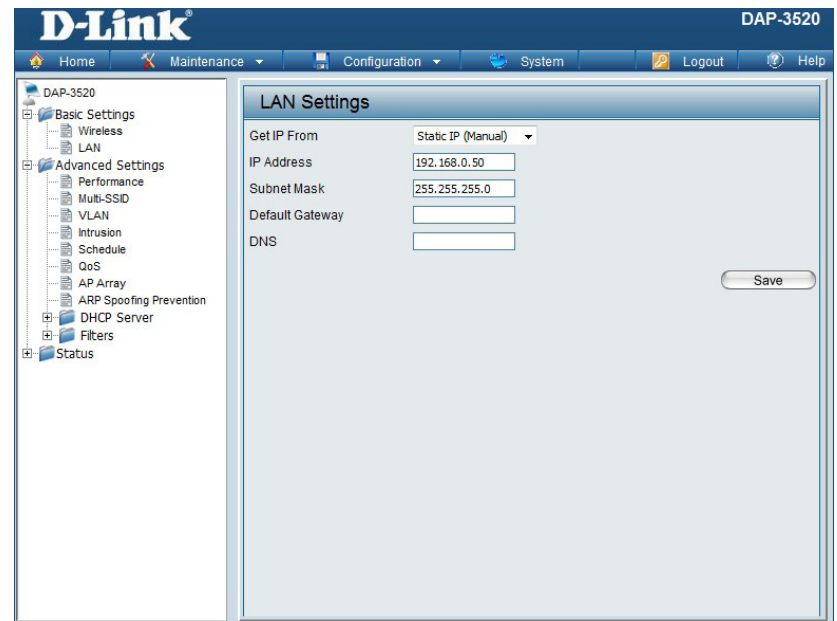 D-Link
DAP-3520
Home
Maintenance
Configuration
System
Logout
Help
DAP-3520
Basic Settings
Wireless
LAN
Advanced Settings
Performance
Multi-SSID
VLAN
Intrusion
Schedule
QoS
AP Array
ARP Spoofing Prevention
DHCP Server
Filters
Status
LAN Settings
Get IP From Static IP (Manual)
IP Address 192.168.0.50
Subnet Mask 255.255.255.0
Default Gateway
DNS
Save